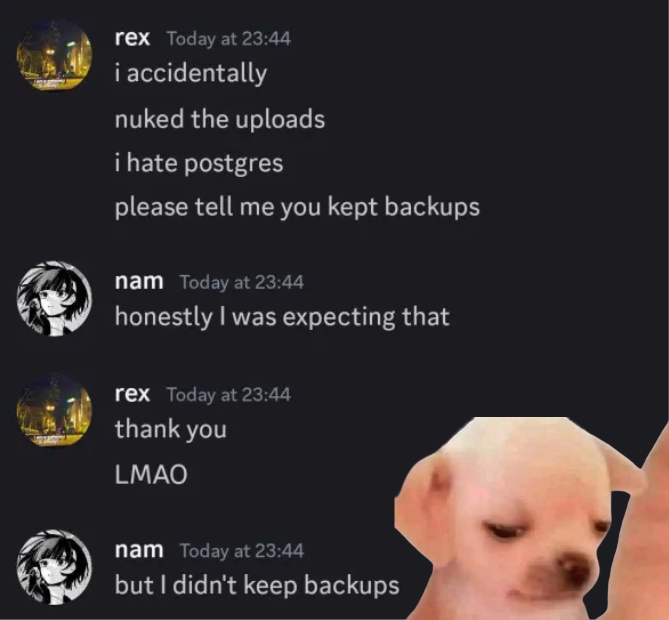 rex Today at 23:44
i accidentally
nuked the uploads
i hate postgres
please tell me you kept backups
nam Today at 23:44
honestly I was expecting that
rex Today at 23:44
thank you
LMAO
nam Today at 23:44
but I didn't keep backups